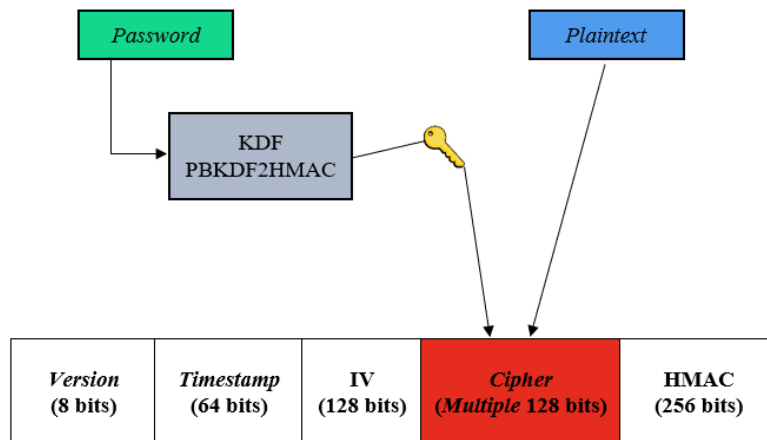 Password
Plaintext
KDF
PBKDF2HMAC
Version
(8 bits)
Timestamp
(64 bits)
IV
(128 bits)
Cipher
(Multiple 128 bits)
HMAC
(256 bits)